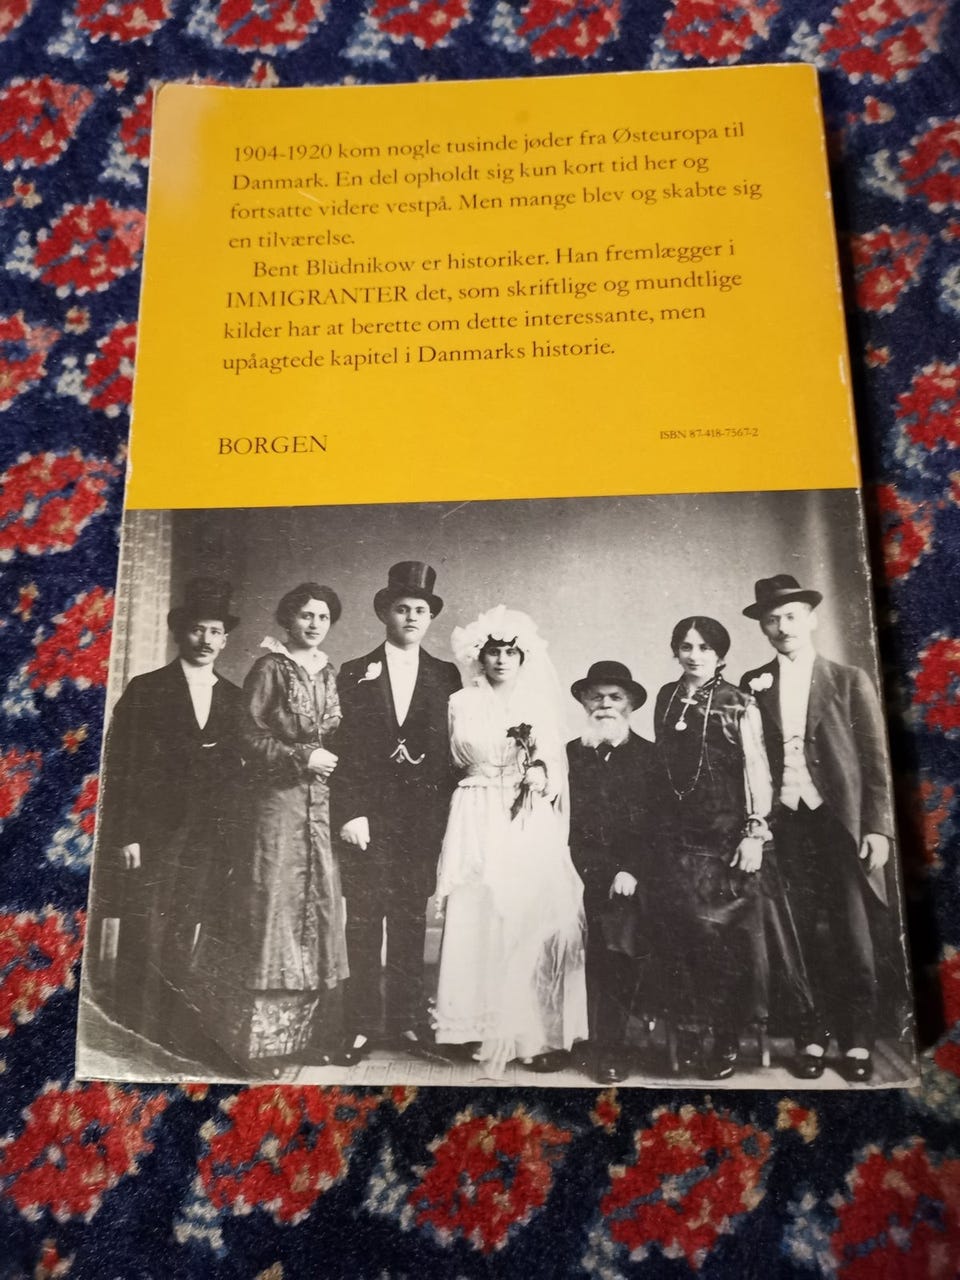 1904-1920 kom nogle tusinde jøder fra Østeuropa til
Danmark. En del opholdt sig kun kort tid her og
fortsatte videre vestpå. Men mange blev og skabte sig
en tilværelse.
Bent Blüdnikow er historiker. Han fremlægger i
IMMIGRANTER det, som skriftlige og mundtlige
kilder har at berette om dette interessante, men
upåagtede kapitel i Danmarks historie.
BORGEN
ISBN 87-418-7567-2